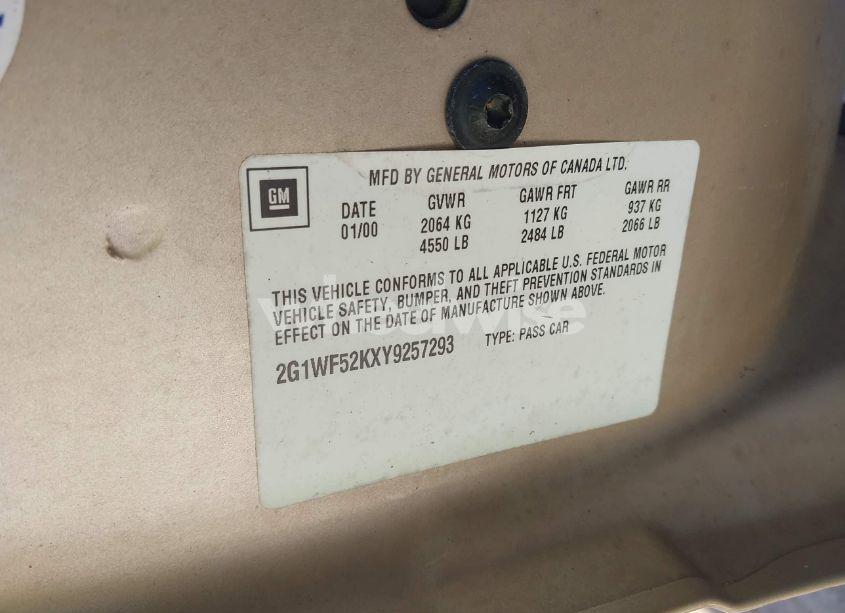 MFD BY GENERAL MOTORS OF CANADA LTD.
GM
DATE GVWR GAWR FRT GAWR RR
01/00 2064 KG 1127 KG 937 KG
4550 LB 2484 LB 2066 LB
THIS VEHICLE CONFORMS TO ALL APPLICABLE U.S. FEDERAL MOTOR
VEHICLE SAFETY, BUMPER, AND THEFT PREVENTION STANDARDS IN
EFFECT ON THE DATE OF MANUFACTURE SHOWN ABOVE.
2G1WF52KXY9257293 TYPE: PASS CAR